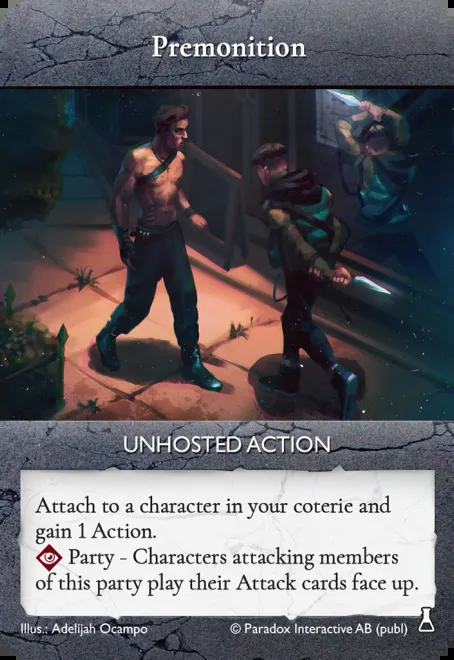 Premonition
UNHOSTED ACTION
Attach to a character in your coterie and
gain 1 Action.
Party - Characters attacking members
of this party play their Attack cards face up.
Illus.: Adelijah Ocampo © Paradox Interactive AB (publ)